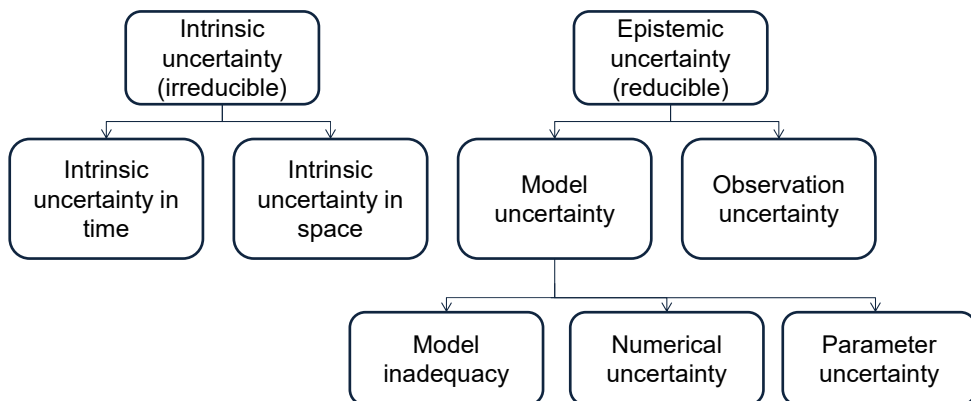 Intrinsic
uncertainty
(irreducible)
Epistemic
uncertainty
(reducible)
Intrinsic
uncertainty in
time
Intrinsic
uncertainty in
space
Model
uncertainty
Observation
uncertainty
Model
inadequacy
Numerical
uncertainty
Parameter
uncertainty